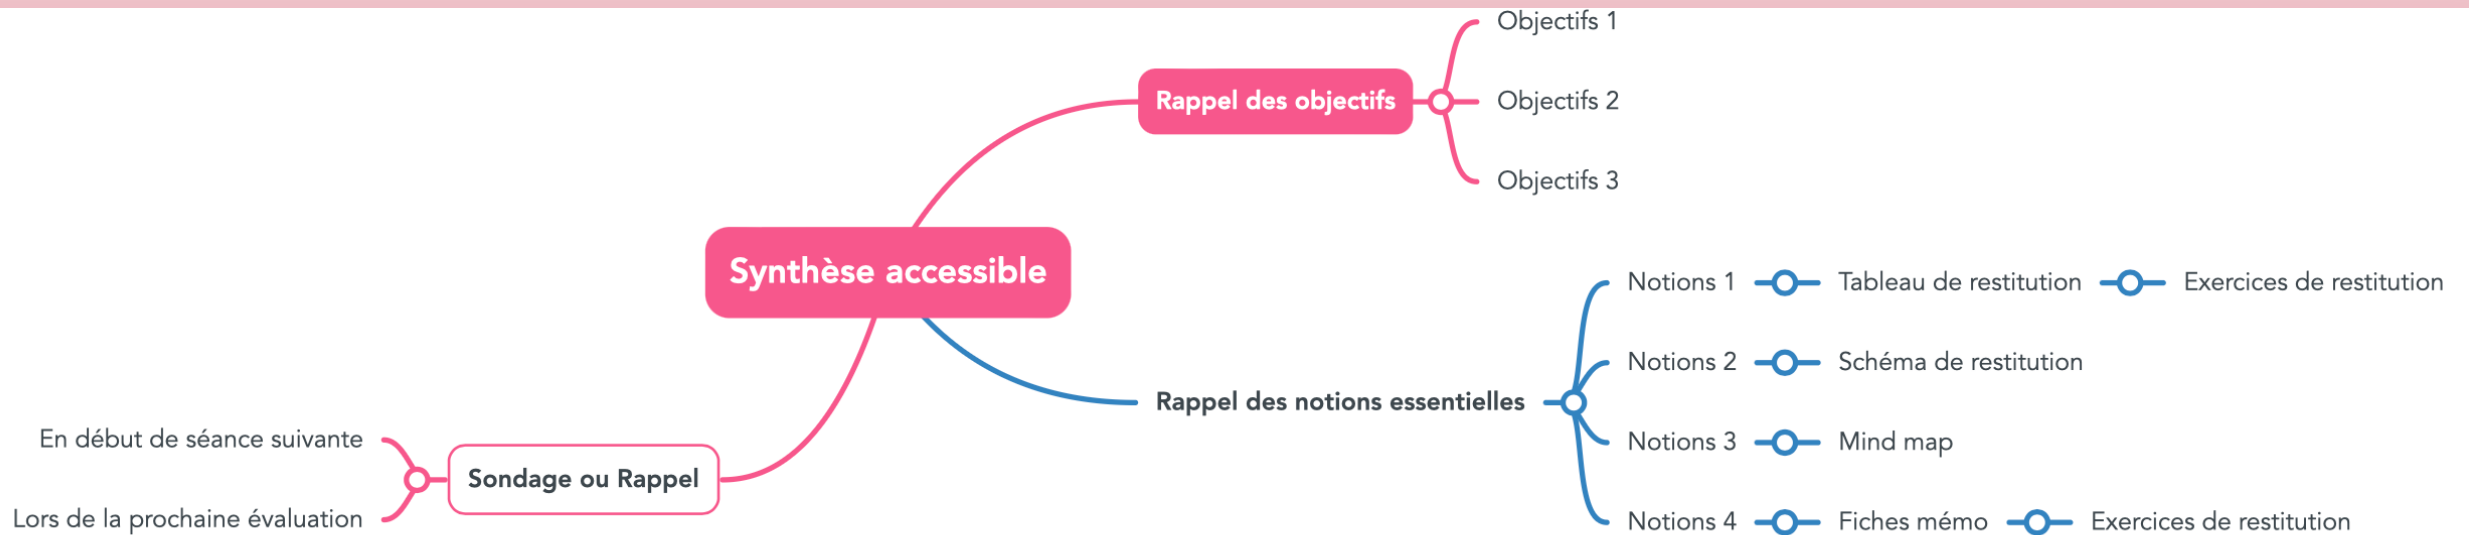 Synthèse accessible
Rappel des objectifs
Objectifs 1
Objectifs 2
Objectifs 3
Rappel des notions essentielles
Notions 1
Tableau de restitution
Exercices de restitution
Notions 2
Schéma de restitution
Notions 3
Mind map
Notions 4
Fiches mémo
Exercices de restitution
Sondage ou Rappel
En début de séance suivante
Lors de la prochaine évaluation